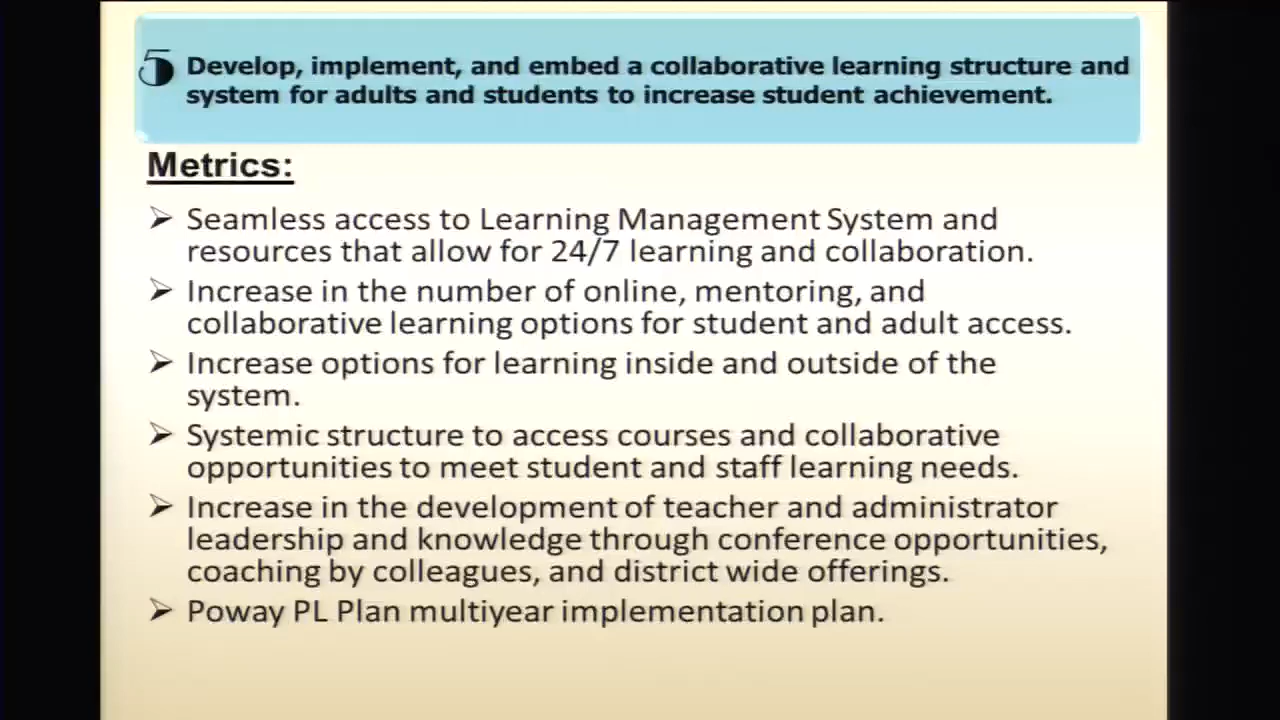 5 Develop, implement, and embed a collaborative learning structure and
system for adults and students to increase student achievement.
Metrics:
➢ Seamless access to Learning Management System and
resources that allow for 24/7 learning and collaboration.
➢ Increase in the number of online, mentoring, and
collaborative learning options for student and adult access.
➢ Increase options for learning inside and outside of the
system.
➢ Systemic structure to access courses and collaborative
opportunities to meet student and staff learning needs.
➢ Increase in the development of teacher and administrator
leadership and knowledge through conference opportunities,
coaching by colleagues, and district wide offerings.
➢ Poway PL Plan multiyear implementation plan.